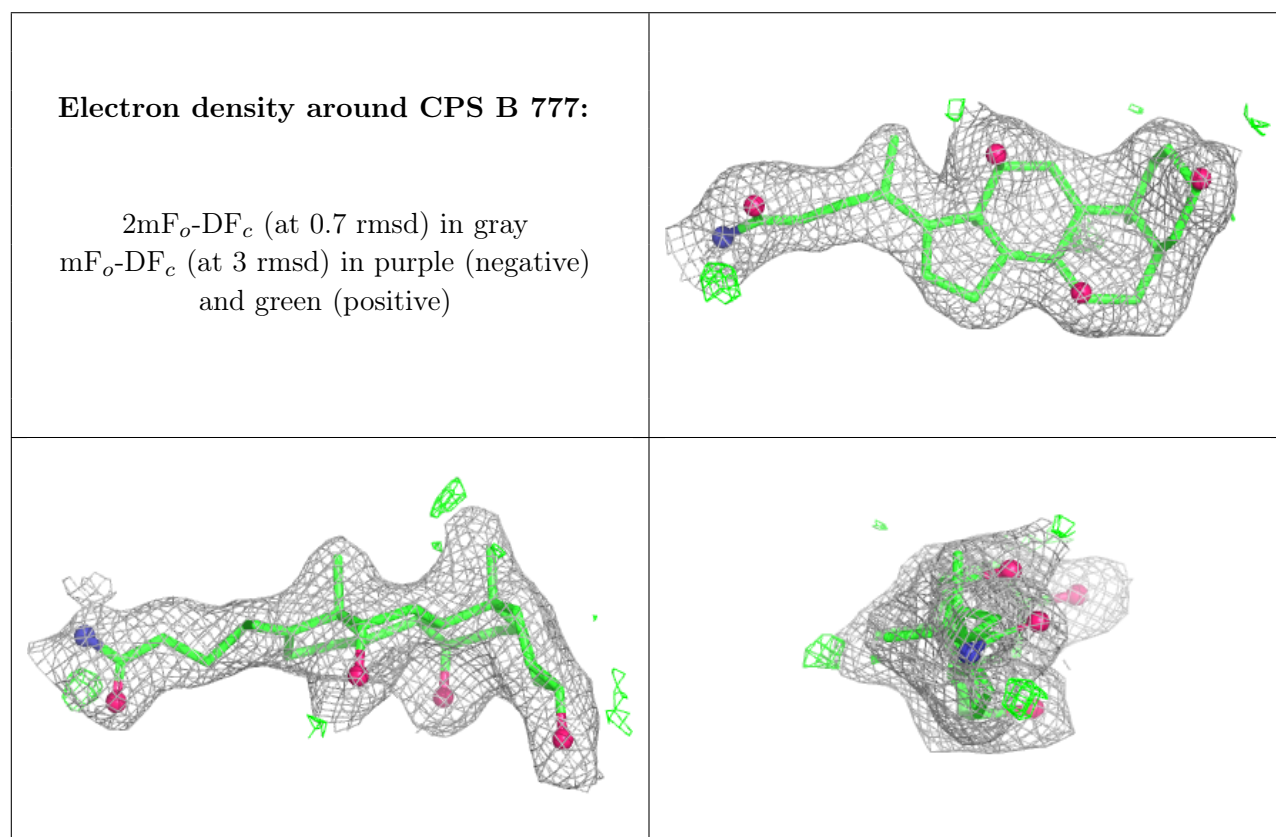 Electron density around CPS B 777:
2mFo-DFc (at 0.7 rmsd) in gray
mFo-DFc (at 3 rmsd) in purple (negative)
and green (positive)